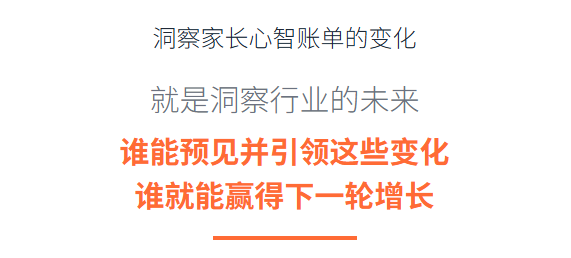 洞察家长心智账单的变化
就是洞察行业的未来
谁能预见并引领这些变化
谁就能赢得下一轮增长